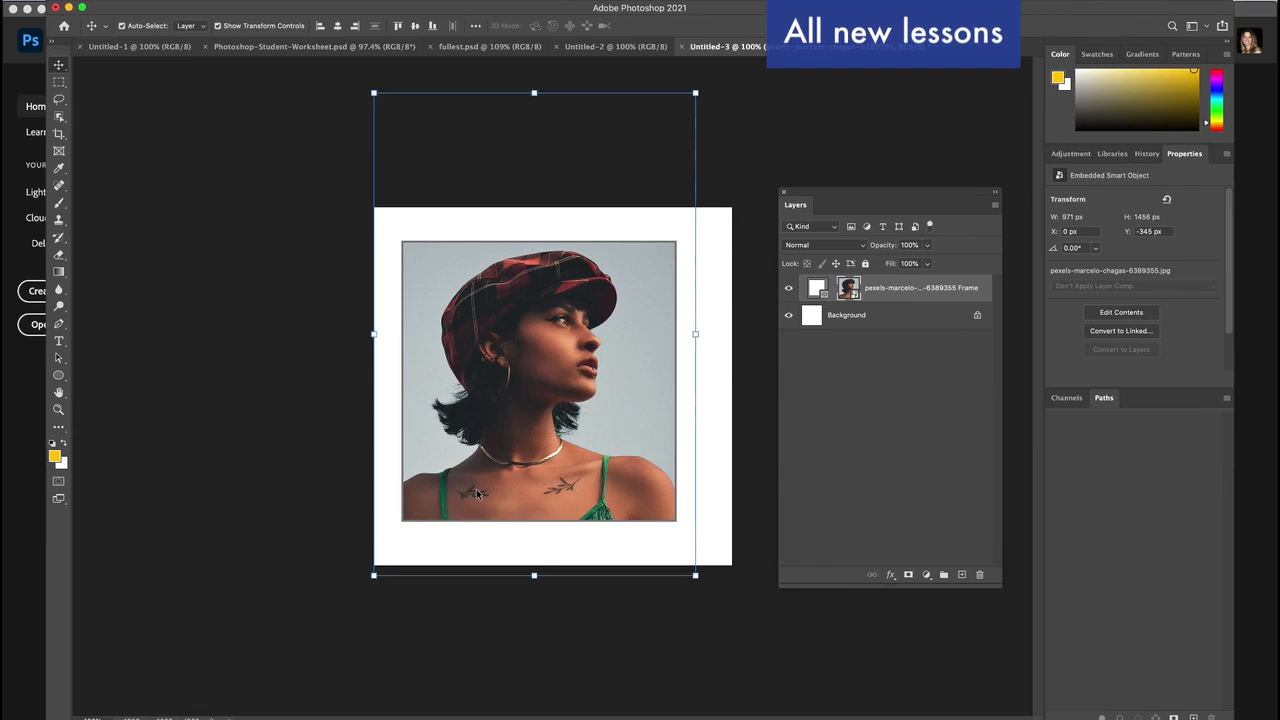 Adobe Photoshop 2021
All new lessons
Ps
Auto-Select: Layer Show Transform Controls 3D Mode:
Untitled-1 @ 100% (RGB/8)
Photoshop-Student-Worksheet.psd @ 97.4% (RGB/8*)
fullest.psd @ 109% (RGB/8)
Untitled-2 @ 100% (RGB/8)
Untitled-3 @ 100%
Color Swatches Gradients Patterns
Hom
Learn
YOUR
Light
Clou
Del
Crea
Ope
Adjustment Libraries History Properties
Embedded Smart Object
Transform
W: 971 px H: 1456 px
X: 0 px Y: -345 px
0.00°
pexels-marcelo-chagas-6389355.jpg
Don't Apply Layer Comp
Edit Contents
Convert to Linked...
Convert to Layers
Channels Paths
Layers
Kind
Normal Opacity: 100%
Lock: Fill: 100%
pexels-marcelo-...-6389355 Frame
Background
fx